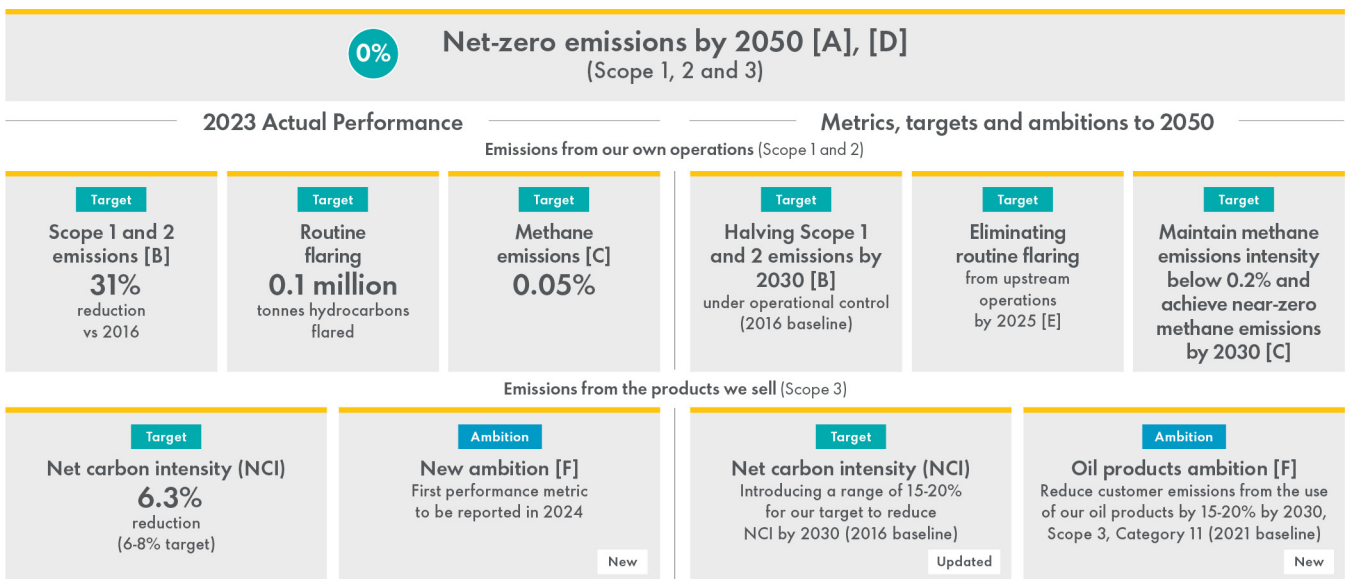 0%
Net-zero emissions by 2050 [A], [D]
(Scope 1, 2 and 3)
2023 Actual Performance
Metrics, targets and ambitions to 2050
Emissions from our own operations (Scope 1 and 2)
Target
Scope 1 and 2
emissions [B]
31%
reduction
vs 2016
Target
Routine
flaring
0.1 million
tonnes hydrocarbons
flared
Target
Methane
emissions [C]
0.05%
Target
Halving Scope 1
and 2 emissions by
2030 [B]
under operational control
(2016 baseline)
Target
Eliminating
routine flaring
from upstream
operations
by 2025 [E]
Target
Maintain methane
emissions intensity
below 0.2% and
achieve near-zero
methane emissions
by 2030 [C]
Emissions from the products we sell (Scope 3)
Target
Net carbon intensity (NCI)
6.3%
reduction
(6-8% target)
Ambition
New ambition [F]
First performance metric
to be reported in 2024
New
Target
Net carbon intensity (NCI)
Introducing a range of 15-20%
for our target to reduce
NCI by 2030 (2016 baseline)
Updated
Ambition
Oil products ambition [F]
Reduce customer emissions from the use
of our oil products by 15-20% by 2030,
Scope 3, Category 11 (2021 baseline)
New